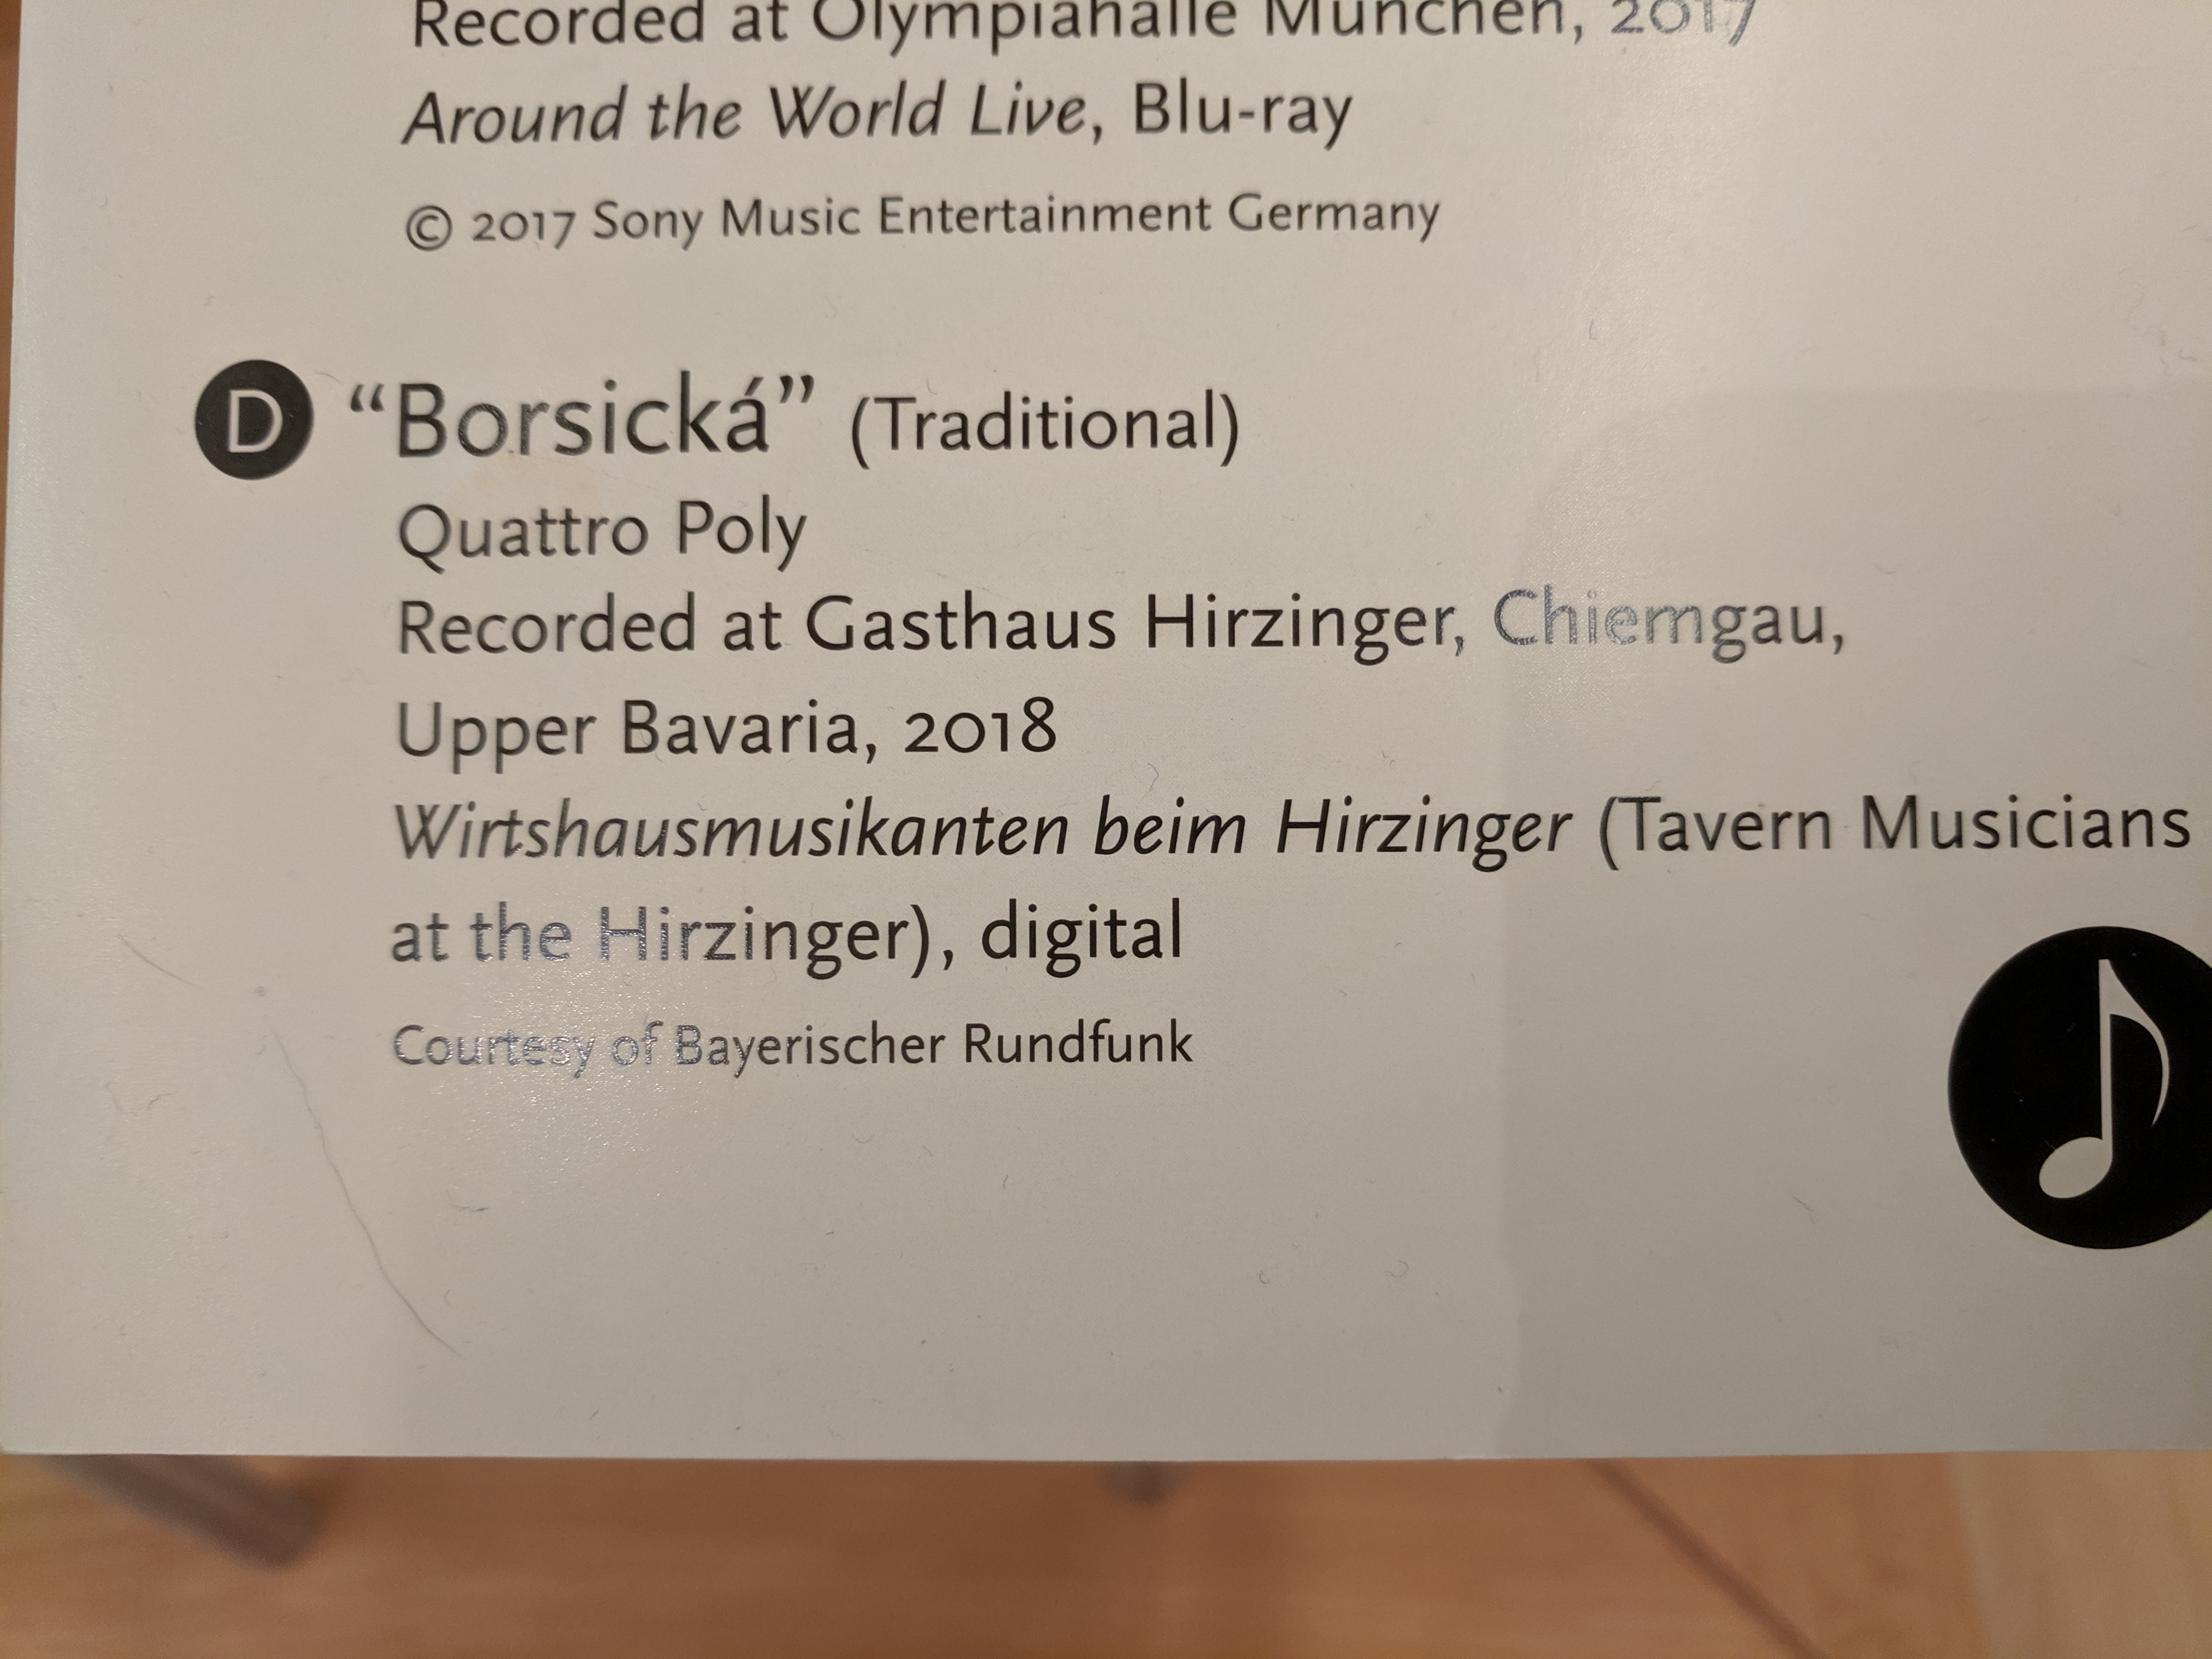 Recorded at Olympiahalle München, 2017
Around the World Live, Blu-ray
© 2017 Sony Music Entertainment Germany
D “Borsická” (Traditional)
Quattro Poly
Recorded at Gasthaus Hirzinger, Chiemgau,
Upper Bavaria, 2018
Wirtshausmusikanten beim Hirzinger (Tavern Musicians
at the Hirzinger), digital
Courtesy of Bayerischer Rundfunk